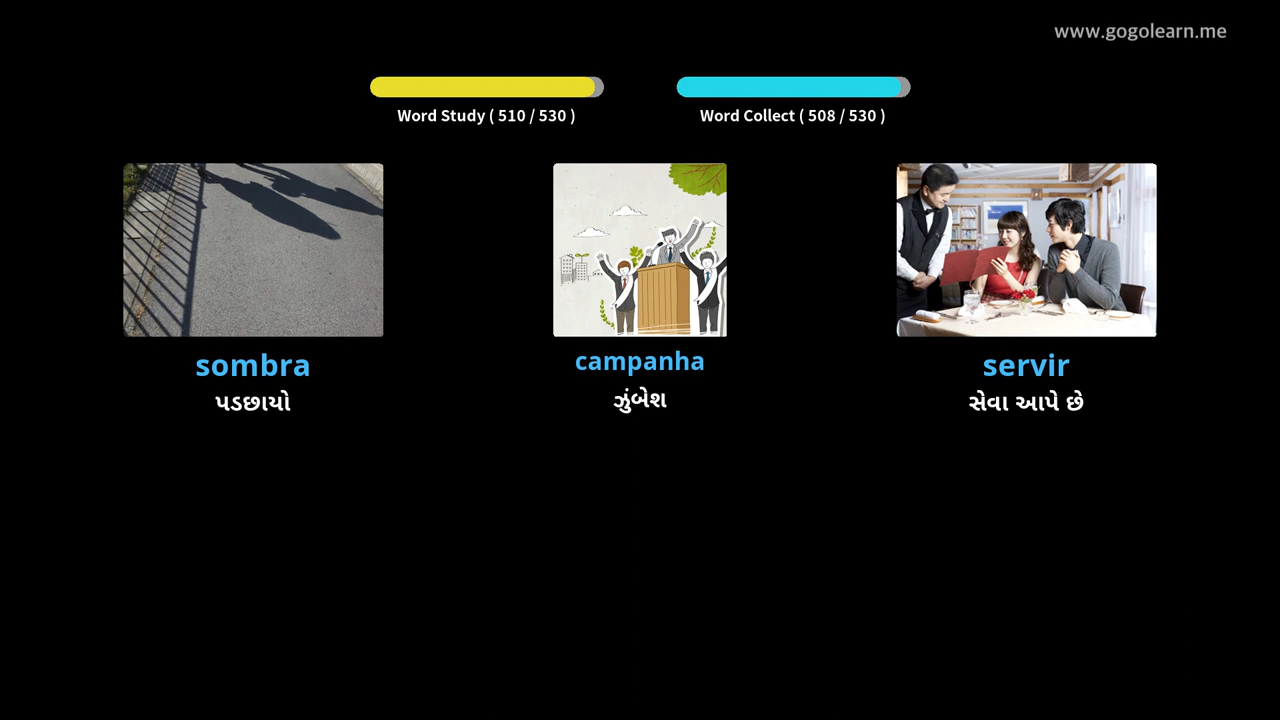 www.gogolearn.me
Word Study ( 510 / 530 )
Word Collect ( 508 / 530 )
sombra
પડછાયો
campanha
ઝુંબેશ
servir
સેવા આપે છે